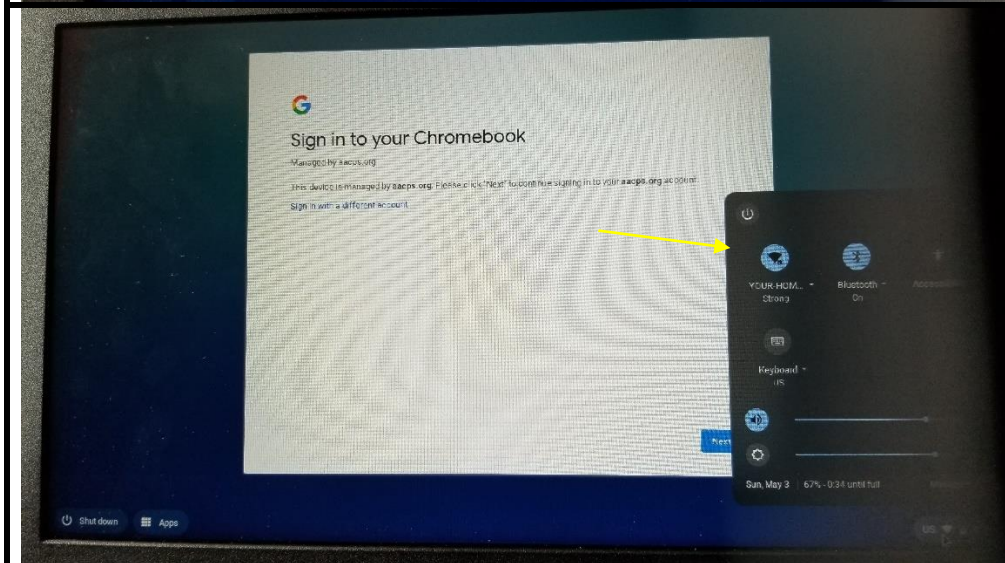 Sign in to your Chromebook
Managed by aacps.org
This device is managed by aacps.org. Please click "Next" to continue signing in to your aacps.org account.
Sign in with a different account
Next
YOUR-HOM...
Strong
Bluetooth
On
Keyboard
US
Sun, May 3 | 67% - 0:34 until full
Shut down
Apps
US